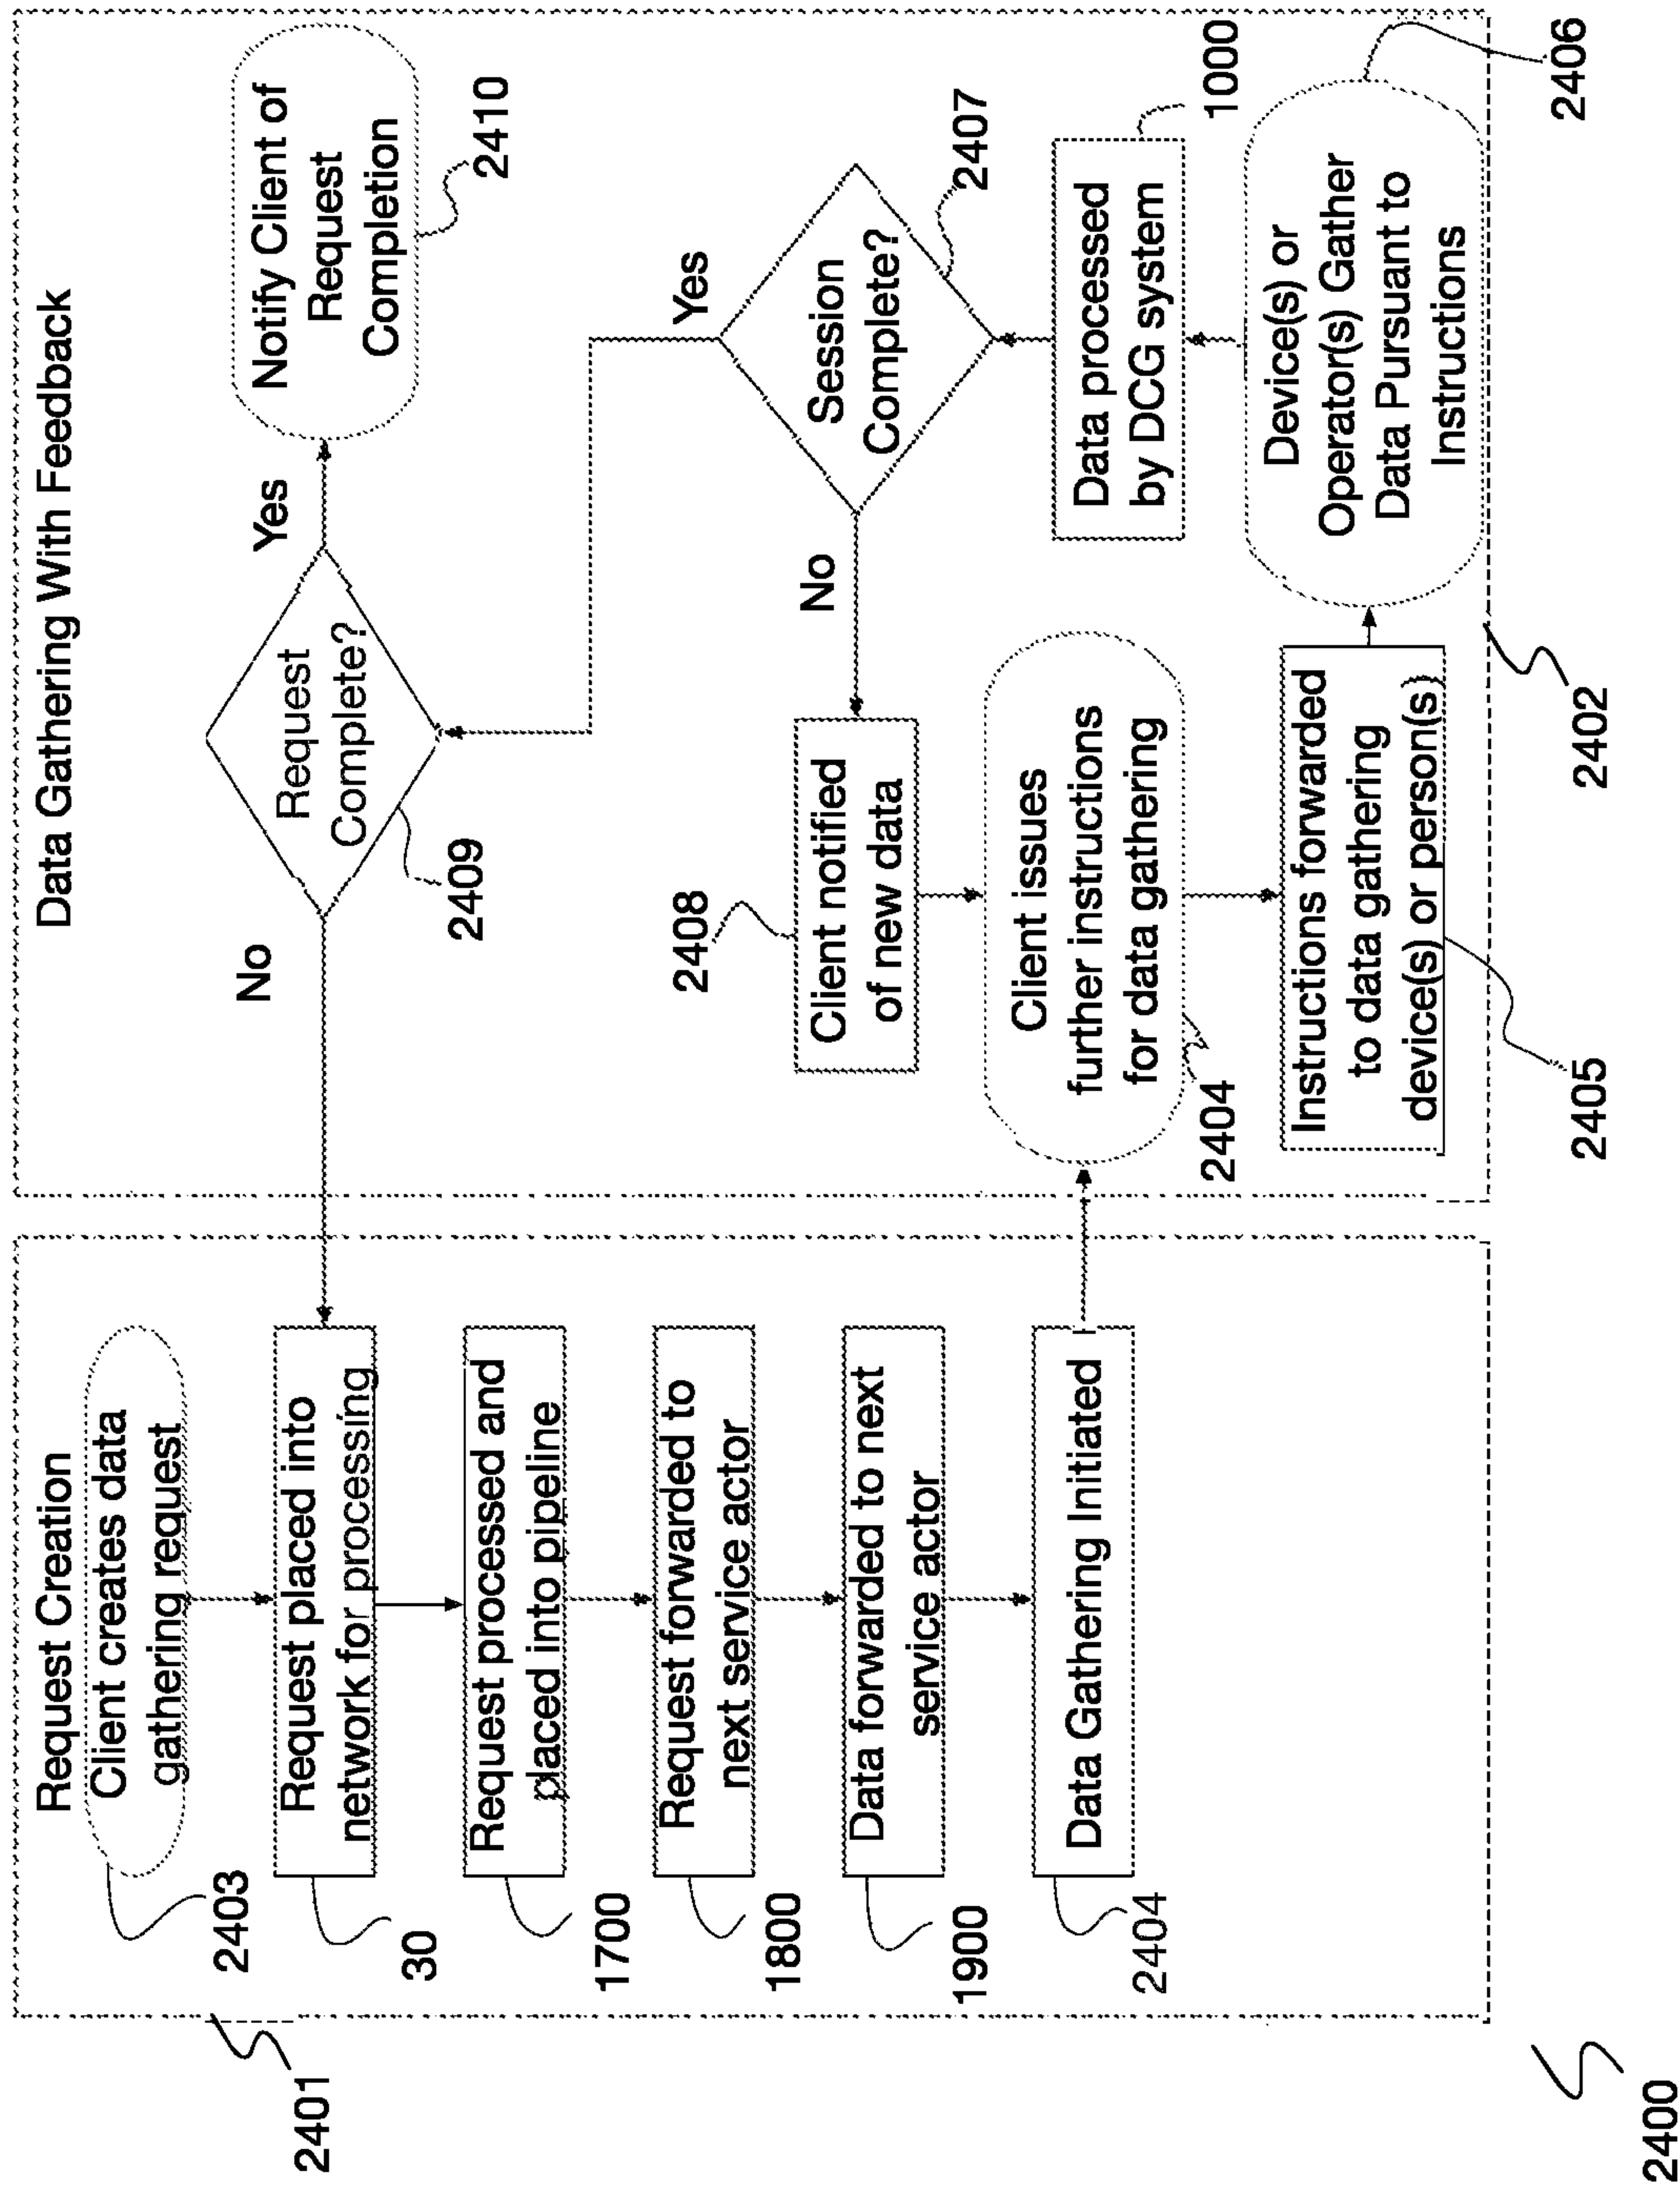 Request Creation
Client creates data
gathering request
2403
Request placed into
network for processing
30
Request processed and
placed into pipeline
1700
Request forwarded to
next service actor
1800
Data forwarded to next
service actor
1900
Data Gathering Initiated
2404
2401
Data Gathering With Feedback
No
Request
Complete?
2409
Yes
Notify Client of
Request
Completion
2410
Yes
Session
Complete?
2407
No
2408
Client notified
of new data
Client issues
further instructions
for data gathering
2404
Data processed
by DCG system
1000
Instructions forwarded
to data gathering
device(s) or person(s)
2405
Device(s) or
Operator(s) Gather
Data Pursuant to
Instructions
2406
2402
2400